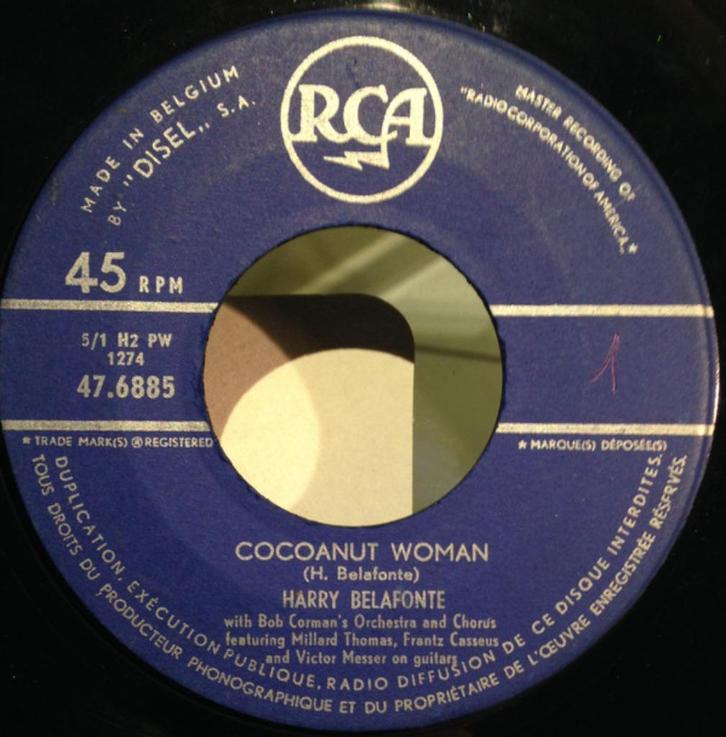 RCA
MADE IN BELGIUM
BY "DISEL,, S.A.
MASTER RECORDING OF
"RADIO CORPORATION OF AMERICA."*
45 RPM
5/1 H2 PW
1274
47.6885
1
* TRADE MARK(S) ® REGISTERED
* MARQUE(S) DÉPOSÉE(S)
COCOANUT WOMAN
(H. Belafonte)
HARRY BELAFONTE
with Bob Corman's Orchestra and Chorus
featuring Millard Thomas, Frantz Casseus
and Victor Messer on guitars
DUPLICATION, EXÉCUTION PUBLIQUE, RADIO DIFFUSION DE CE DISQUE INTERDITES.
TOUS DROITS DU PRODUCTEUR PHONOGRAPHIQUE ET DU PROPRIÉTAIRE DE L'ŒUVRE ENREGISTRÉE RÉSERVÉS.